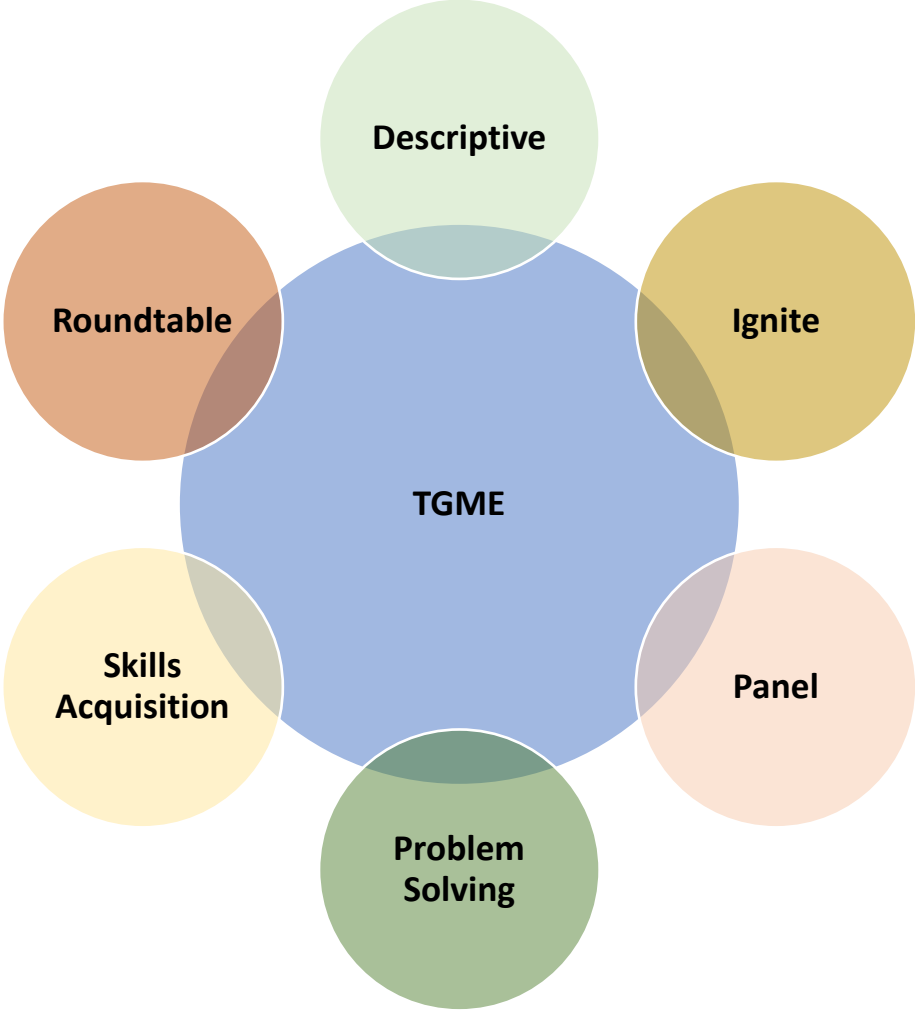 Descriptive
Roundtable
Ignite
TGME
Skills
Acquisition
Panel
Problem
Solving